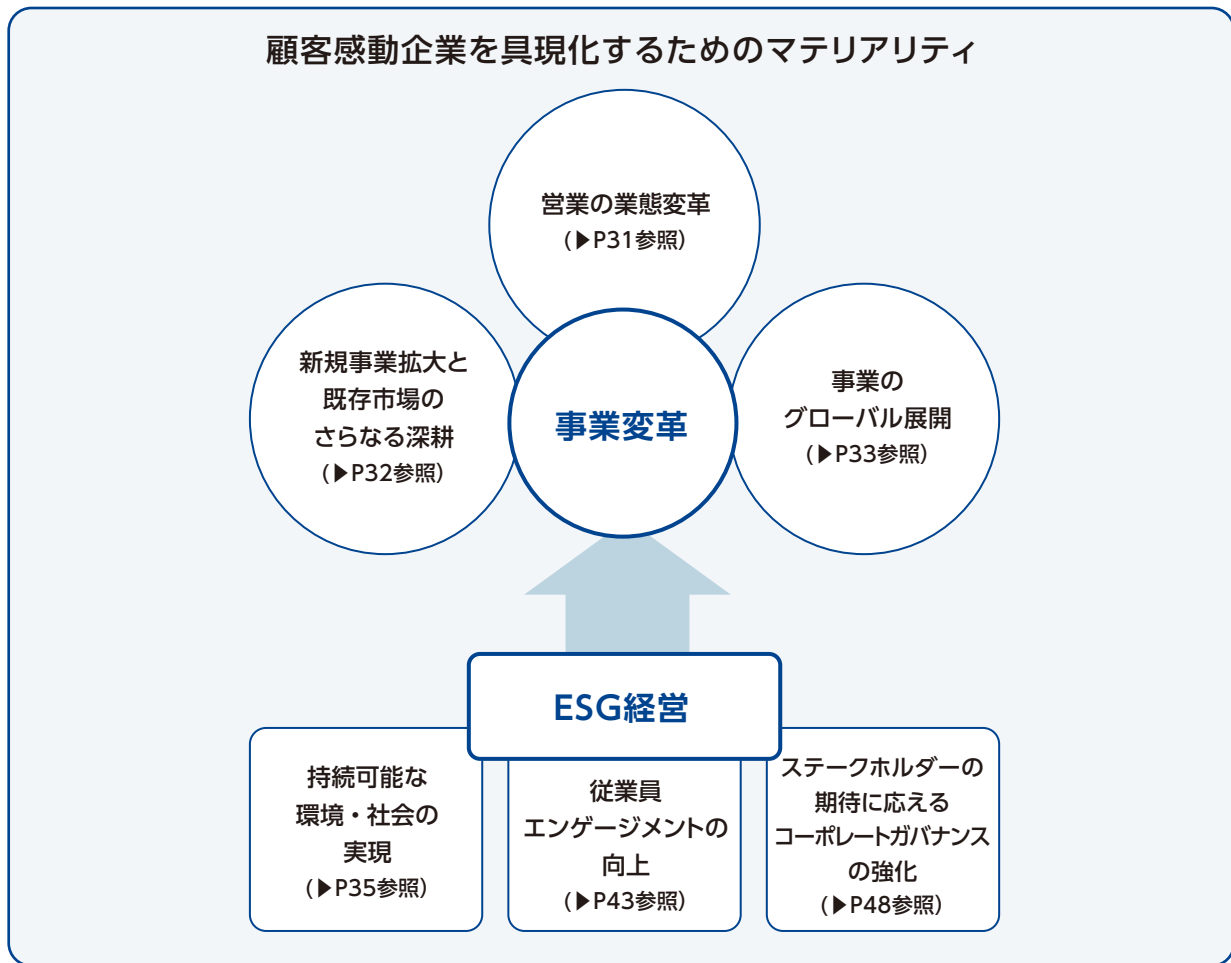 顧客感動企業を具現化するためのマテリアリティ
営業の業態変革
(▶P31参照)
新規事業拡大と
既存市場の
さらなる深耕
(▶P32参照)
事業変革
事業の
グローバル展開
(▶P33参照)
ESG経営
持続可能な
環境・社会の
実現
(▶P35参照)
従業員
エンゲージメントの
向上
(▶P43参照)
ステークホルダーの
期待に応える
コーポレートガバナンス
の強化
(▶P48参照)